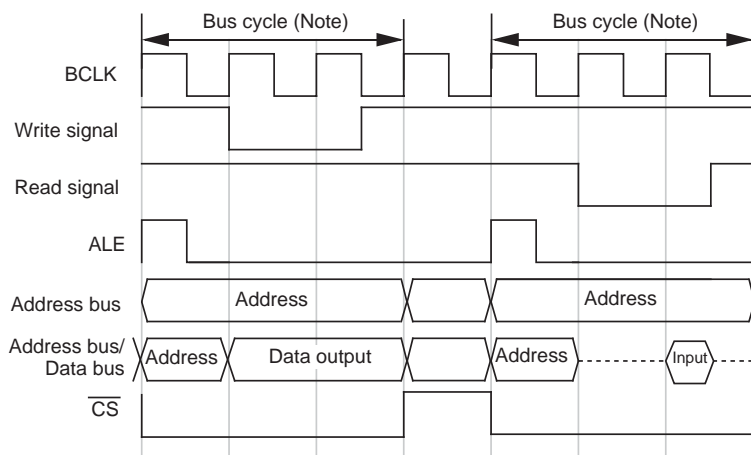 Bus cycle (Note) Bus cycle (Note)
BCLK
Write signal
Read signal
ALE
Address bus Address Address
Address bus/
Data bus Address Data output Address Input
CS